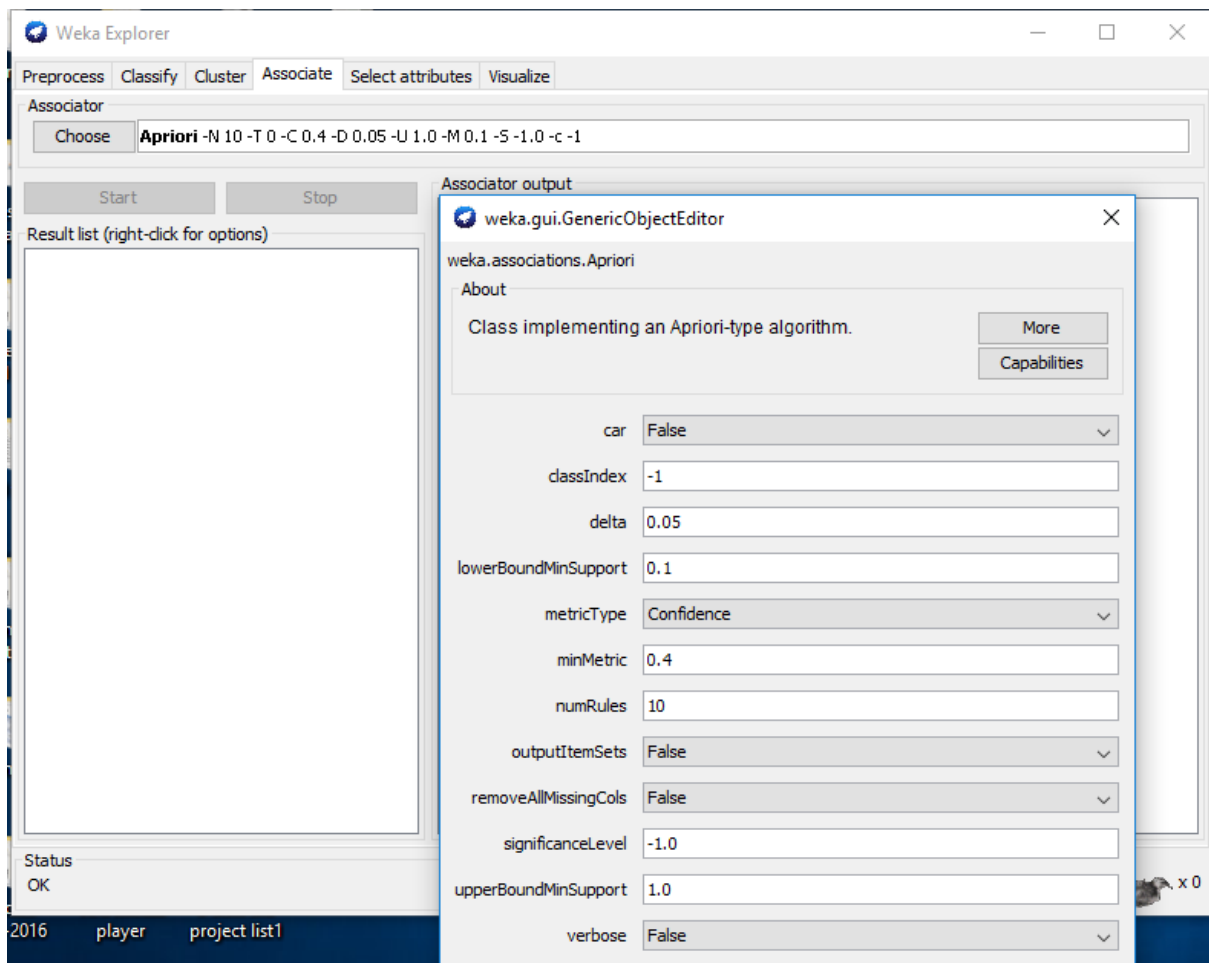 Weka Explorer
Preprocess Classify Cluster Associate Select attributes Visualize
Associator
Choose Apriori -N 10 -T 0 -C 0.4 -D 0.05 -U 1.0 -M 0.1 -S -1.0 -c -1
Start Stop
Result list (right-click for options)
Associator output
weka.gui.GenericObjectEditor
weka.associations.Apriori
About
Class implementing an Apriori-type algorithm.
More
Capabilities
car False
classIndex -1
delta 0.05
lowerBoundMinSupport 0.1
metricType Confidence
minMetric 0.4
numRules 10
outputItemSets False
removeAllMissingCols False
significanceLevel -1.0
upperBoundMinSupport 1.0
verbose False
Status
OK
x 0
-2016 player project list1